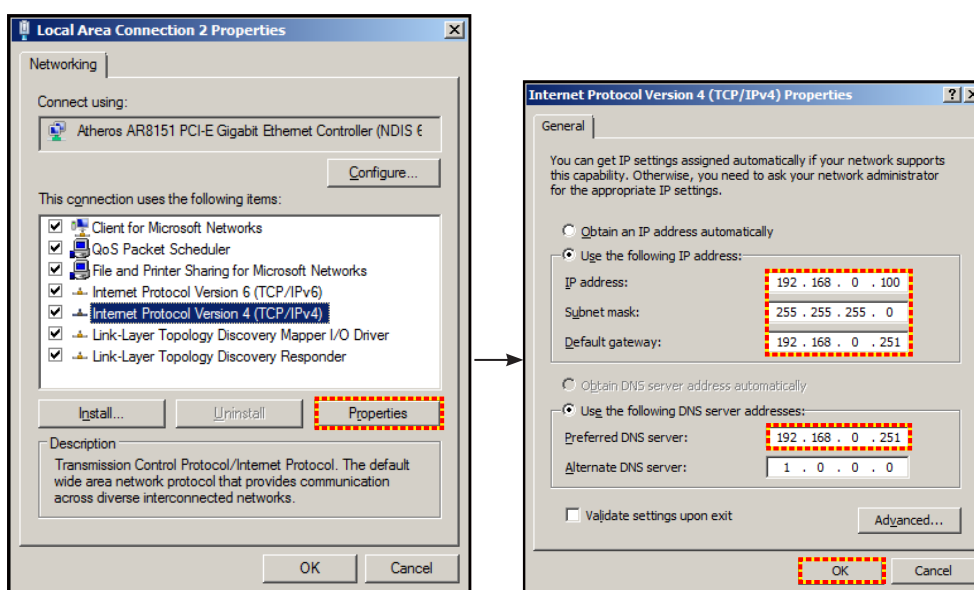 Local Area Connection 2 Properties
Networking
Connect using:
Atheros AR8151 PCI-E Gigabit Ethernet Controller (NDIS 6
Configure...
This connection uses the following items:
Client for Microsoft Networks
QoS Packet Scheduler
File and Printer Sharing for Microsoft Networks
Internet Protocol Version 6 (TCP/IPv6)
Internet Protocol Version 4 (TCP/IPv4)
Link-Layer Topology Discovery Mapper I/O Driver
Link-Layer Topology Discovery Responder
Install...
Uninstall
Properties
Description
Transmission Control Protocol/Internet Protocol. The default
wide area network protocol that provides communication
across diverse interconnected networks.
OK
Cancel
Internet Protocol Version 4 (TCP/IPv4) Properties
General
You can get IP settings assigned automatically if your network supports
this capability. Otherwise, you need to ask your network administrator
for the appropriate IP settings.
Obtain an IP address automatically
Use the following IP address:
IP address: 192 . 168 . 0 . 100
Subnet mask: 255 . 255 . 255 . 0
Default gateway: 192 . 168 . 0 . 251
Obtain DNS server address automatically
Use the following DNS server addresses:
Preferred DNS server: 192 . 168 . 0 . 251
Alternate DNS server: 1 . 0 . 0 . 0
Validate settings upon exit
Advanced...
OK
Cancel